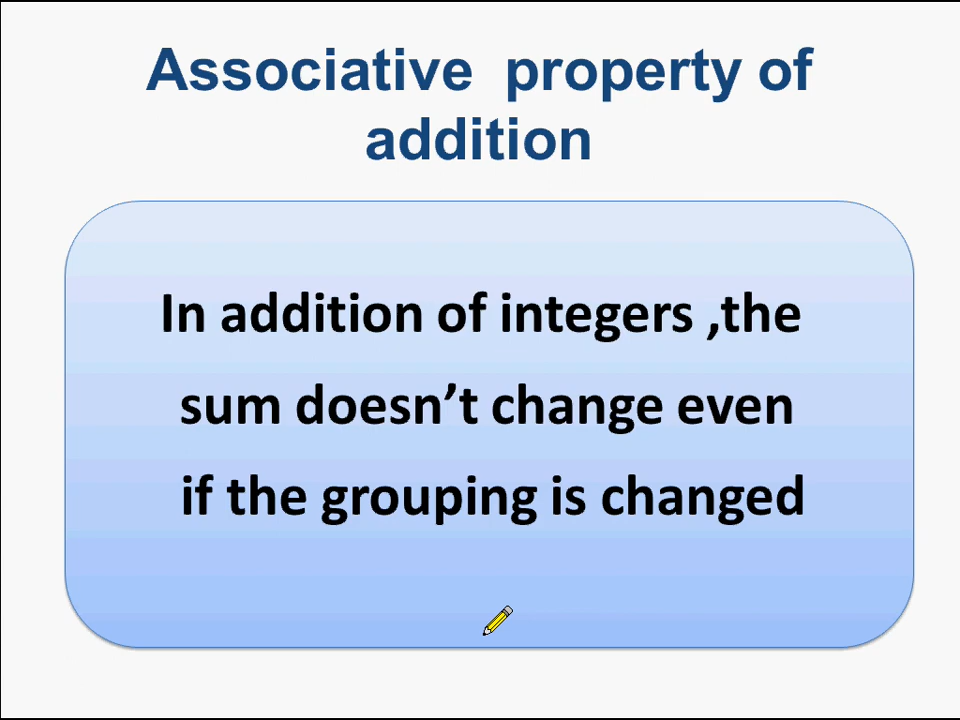 Associative  property of
addition
In addition of integers ,the
sum doesn’t change even
if the grouping is changed